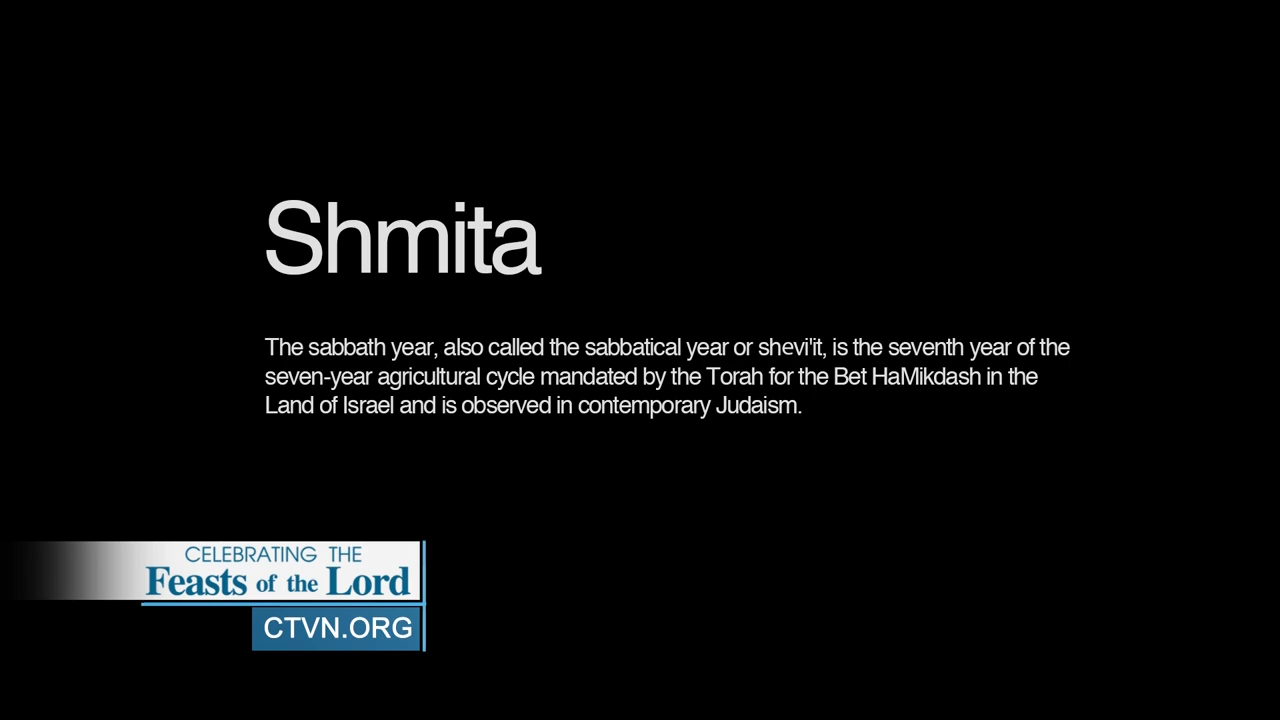 Shmita
The sabbath year, also called the sabbatical year or shevi'it, is the seventh year of the
seven-year agricultural cycle mandated by the Torah for the Bet HaMikdash in the
Land of Israel and is observed in contemporary Judaism.
CELEBRATING THE
Feasts of the Lord
CTVN.ORG